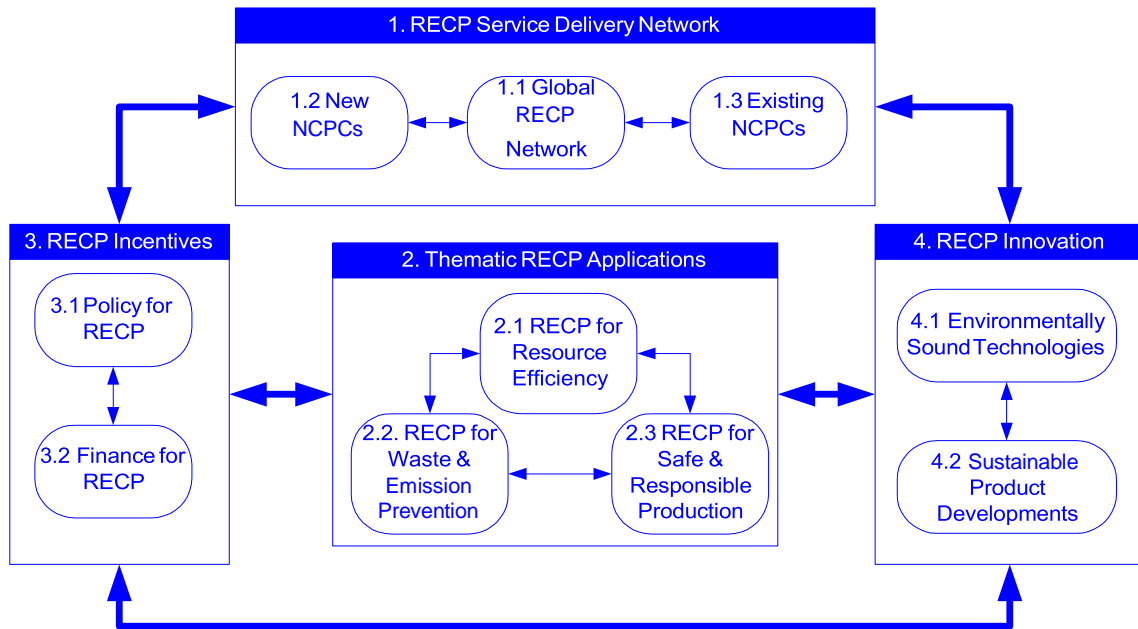 1. RECP Service Delivery Network
1.2 New
NCPCs
1.1 Global
RECP
Network
1.3 Existing
NCPCs
3. RECP Incentives
3.1 Policy for
RECP
3.2 Finance for
RECP
2. Thematic RECP Applications
2.1 RECP for
Resource
Efficiency
2.2. RECP for
Waste &
Emission
Prevention
2.3 RECP for
Safe &
Responsible
Production
4. RECP Innovation
4.1 Environmentally
Sound Technologies
4.2 Sustainable
Product
Developments